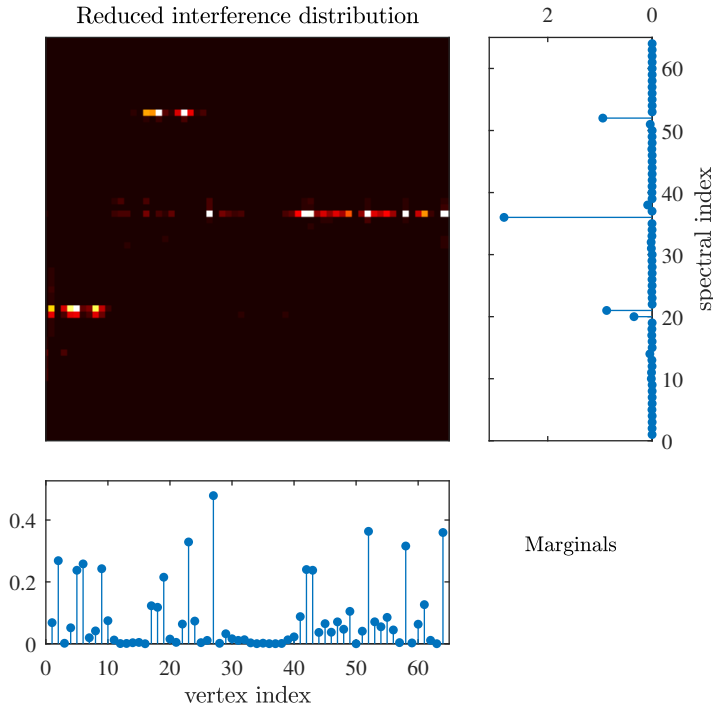 Reduced interference distribution
2 0
60
50
40
30
20
10
0
spectral index
0.4
0.2
0
0 10 20 30 40 50 60
vertex index
Marginals